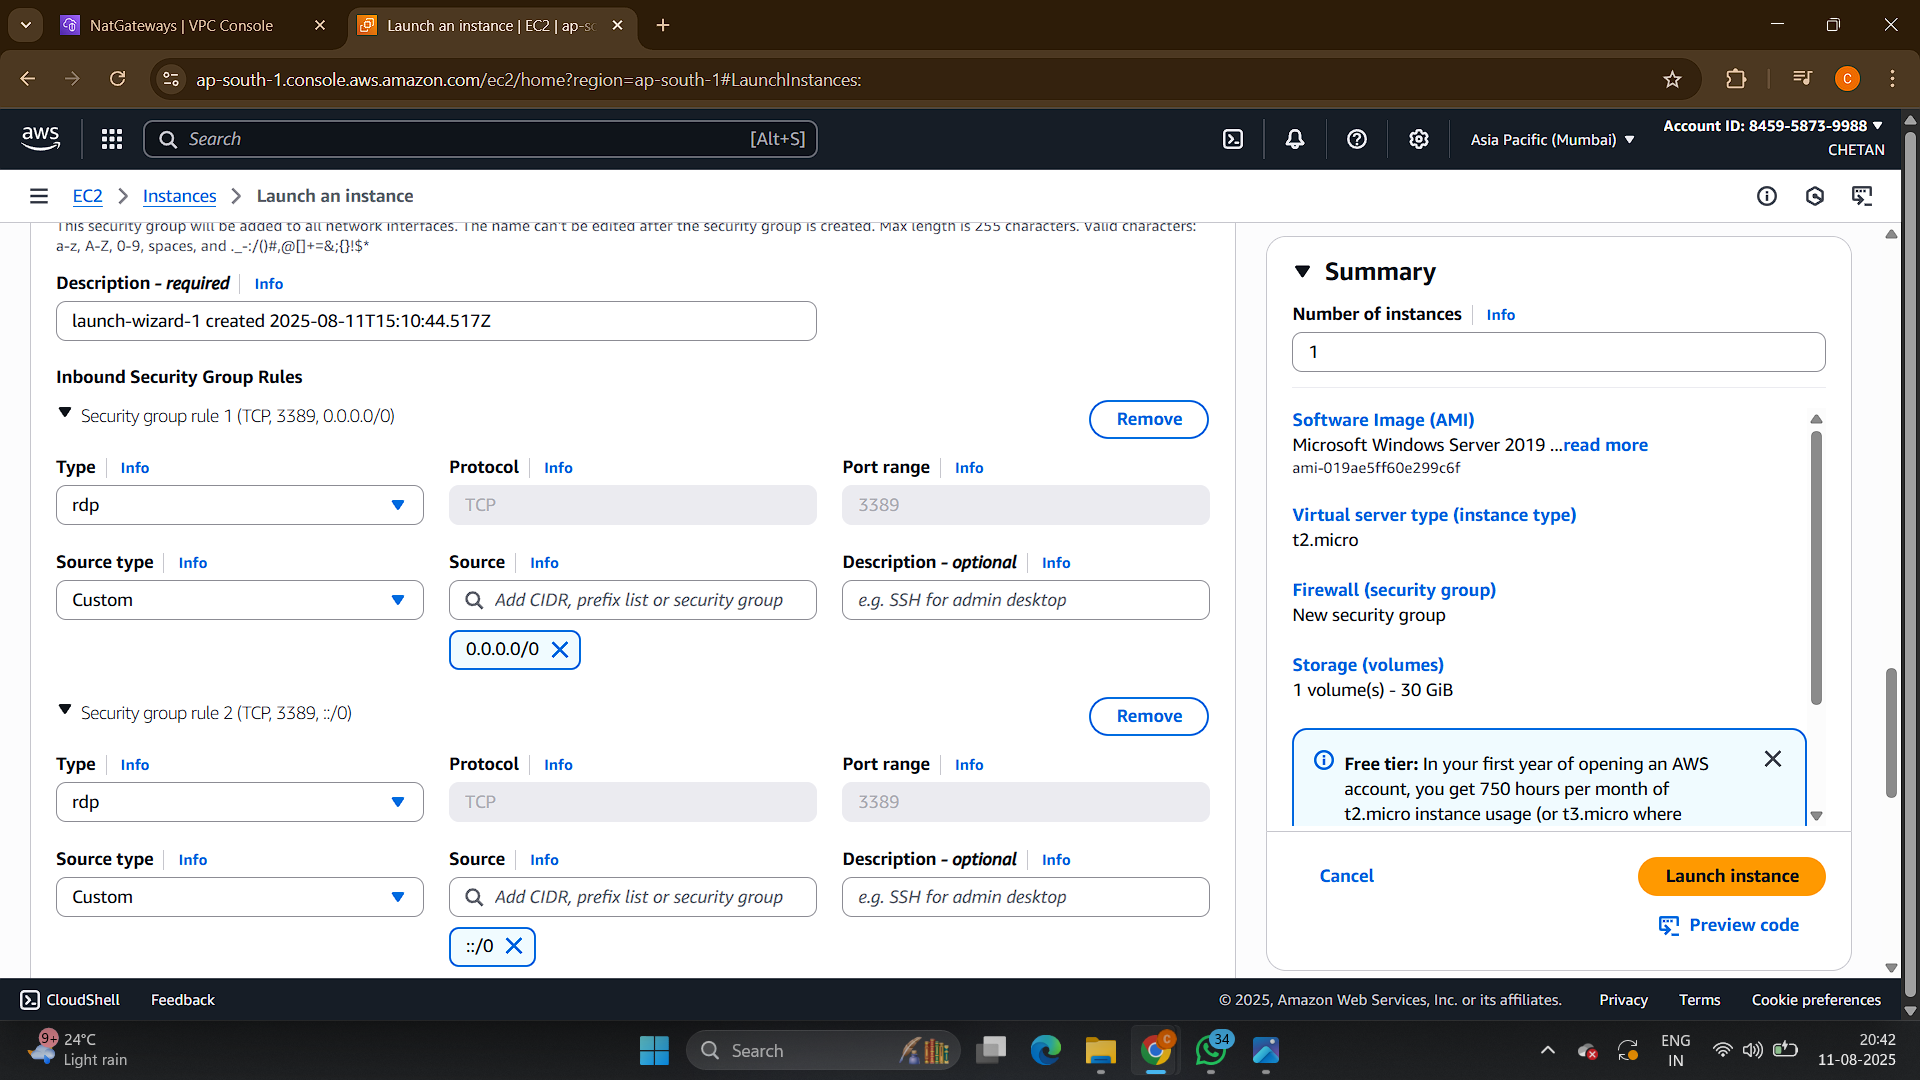 NatGateways | VPC Console
Launch an instance | EC2 | ap-sc
ap-south-1.console.aws.amazon.com/ec2/home?region=ap-south-1#LaunchInstances:
C
aws
Search
[Alt+S]
Asia Pacific (Mumbai)
Account ID: 8459-5873-9988
CHETAN
EC2
Instances
Launch an instance
This security group will be added to all network interfaces. The name can't be edited after the security group is created. Max length is 255 characters. Valid characters:
a-z, A-Z, 0-9, spaces, and ._-:/()#,@[]+=&;{}!$*
Description - required
Info
launch-wizard-1 created 2025-08-11T15:10:44.517Z
Inbound Security Group Rules
Security group rule 1 (TCP, 3389, 0.0.0.0/0)
Remove
Type
Info
Protocol
Info
Port range
Info
rdp
TCP
3389
Source type
Info
Source
Info
Description - optional
Info
Custom
Add CIDR, prefix list or security group
e.g. SSH for admin desktop
0.0.0.0/0
Security group rule 2 (TCP, 3389, ::/0)
Remove
Type
Info
Protocol
Info
Port range
Info
rdp
TCP
3389
Source type
Info
Source
Info
Description - optional
Info
Custom
Add CIDR, prefix list or security group
e.g. SSH for admin desktop
::/0
Summary
Number of instances
Info
1
Software Image (AMI)
Microsoft Windows Server 2019 ...read more
ami-019ae5ff60e299c6f
Virtual server type (instance type)
t2.micro
Firewall (security group)
New security group
Storage (volumes)
1 volume(s) - 30 GiB
Free tier: In your first year of opening an AWS
account, you get 750 hours per month of
t2.micro instance usage (or t3.micro where
Cancel
Launch instance
Preview code
CloudShell
Feedback
© 2025, Amazon Web Services, Inc. or its affiliates.
Privacy
Terms
Cookie preferences
9+
24°C
Light rain
Search
C
34
ENG
IN
20:42
11-08-2025